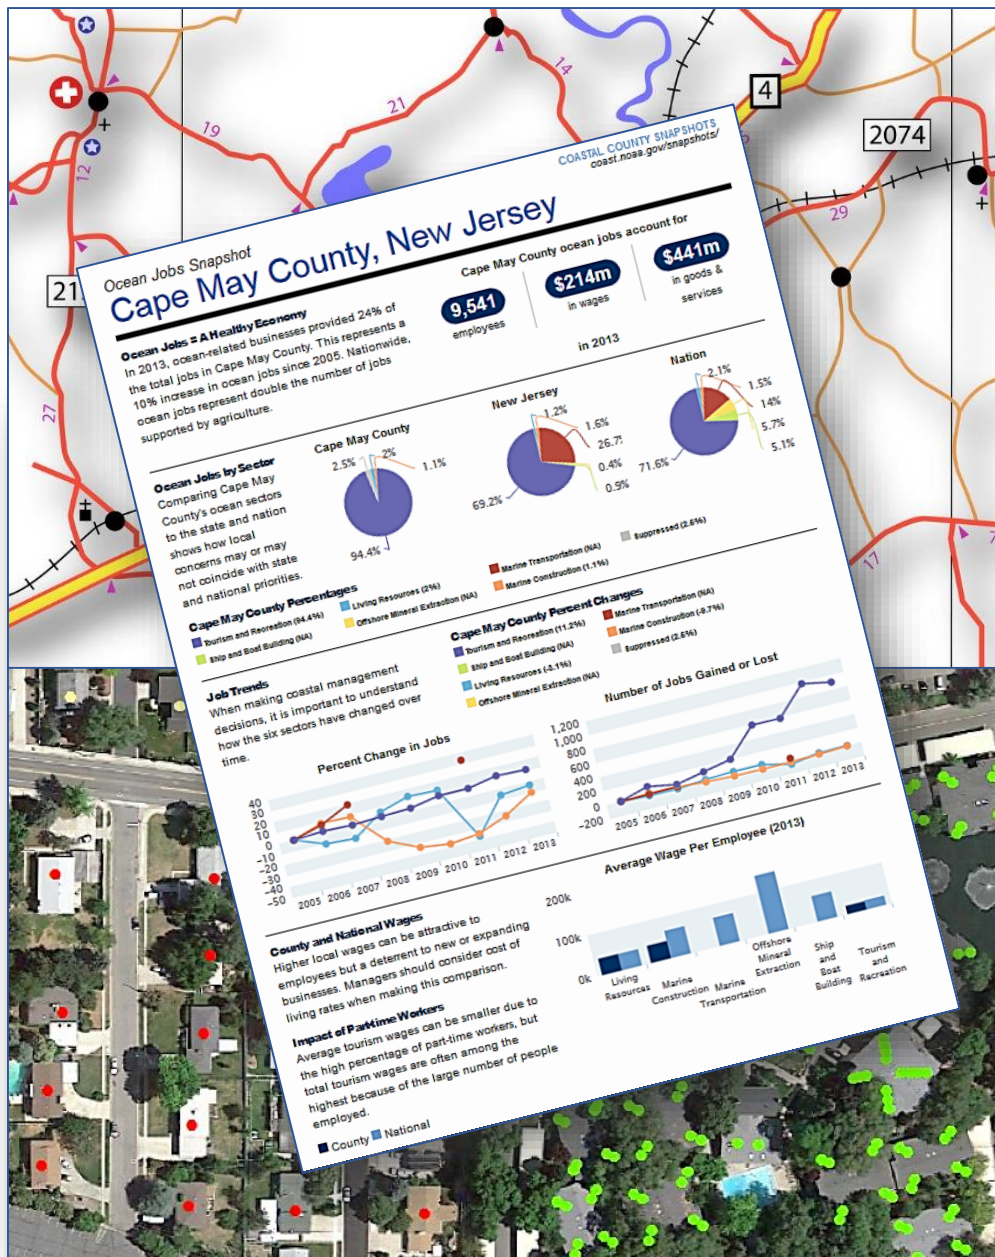 21
19
14
12
4
2074
29
27
17
COASTAL COUNTY SNAPSHOTS
coast.noaa.gov/snapshots/
Ocean Jobs Snapshot
Cape May County, New Jersey
Ocean Jobs = A Healthy Economy
In 2013, ocean-related businesses provided 24% of
the total jobs in Cape May County. This represents a
10% increase in ocean jobs since 2005. Nationwide,
ocean jobs represent double the number of jobs
supported by agriculture.
Cape May County ocean jobs account for
9,541
employees
$214m
in wages
$441m
in goods &
services
in 2013
Ocean Jobs by Sector
Comparing Cape May
County's ocean sectors
to the state and nation
shows how local
concerns may or may
not coincide with state
and national priorities.
Cape May County
2.5%
2%
1.1%
94.4%
New Jersey
1.2%
1.6%
26.7
0.4%
0.9%
69.2%
Nation
2.1%
1.5%
14%
5.7%
5.1%
71.6%
Cape May County Percentages
Tourism and Recreation (94.4%)
Ship and Boat Building (NA)
Living Resources (2%)
Offshore Mineral Extraction (NA)
Marine Transportation (NA)
Marine Construction (1.1%)
Suppressed (2.5%)
Job Trends
When making coastal management
decisions, it is important to understand
how the six sectors have changed over
time.
Cape May County Percent Changes
Tourism and Recreation (11.2%)
Ship and Boat Building (NA)
Living Resources (-3.1%)
Offshore Mineral Extraction (NA)
Marine Transportation (NA)
Marine Construction (-9.7%)
Suppressed (2.5%)
Percent Change in Jobs
40
30
20
10
0
-10
-20
-30
-40
-50
2005 2006 2007 2008 2009 2010 2011 2012 2013
Number of Jobs Gained or Lost
1,200
1,000
800
600
400
200
0
-200
2005 2006 2007 2008 2009 2010 2011 2012 2013
County and National Wages
Higher local wages can be attractive to
employees but a deterrent to new or expanding
businesses. Managers should consider cost of
living rates when making this comparison.
Impact of Part-time Workers
Average tourism wages can be smaller due to
the high percentage of part-time workers, but
total tourism wages are often among the
highest because of the large number of people
employed.
County National
Average Wage Per Employee (2013)
200k
100k
0k
Living
Resources
Marine
Construction
Marine
Transportation
Offshore
Mineral
Extraction
Ship
and
Boat
Building
Tourism
and
Recreation